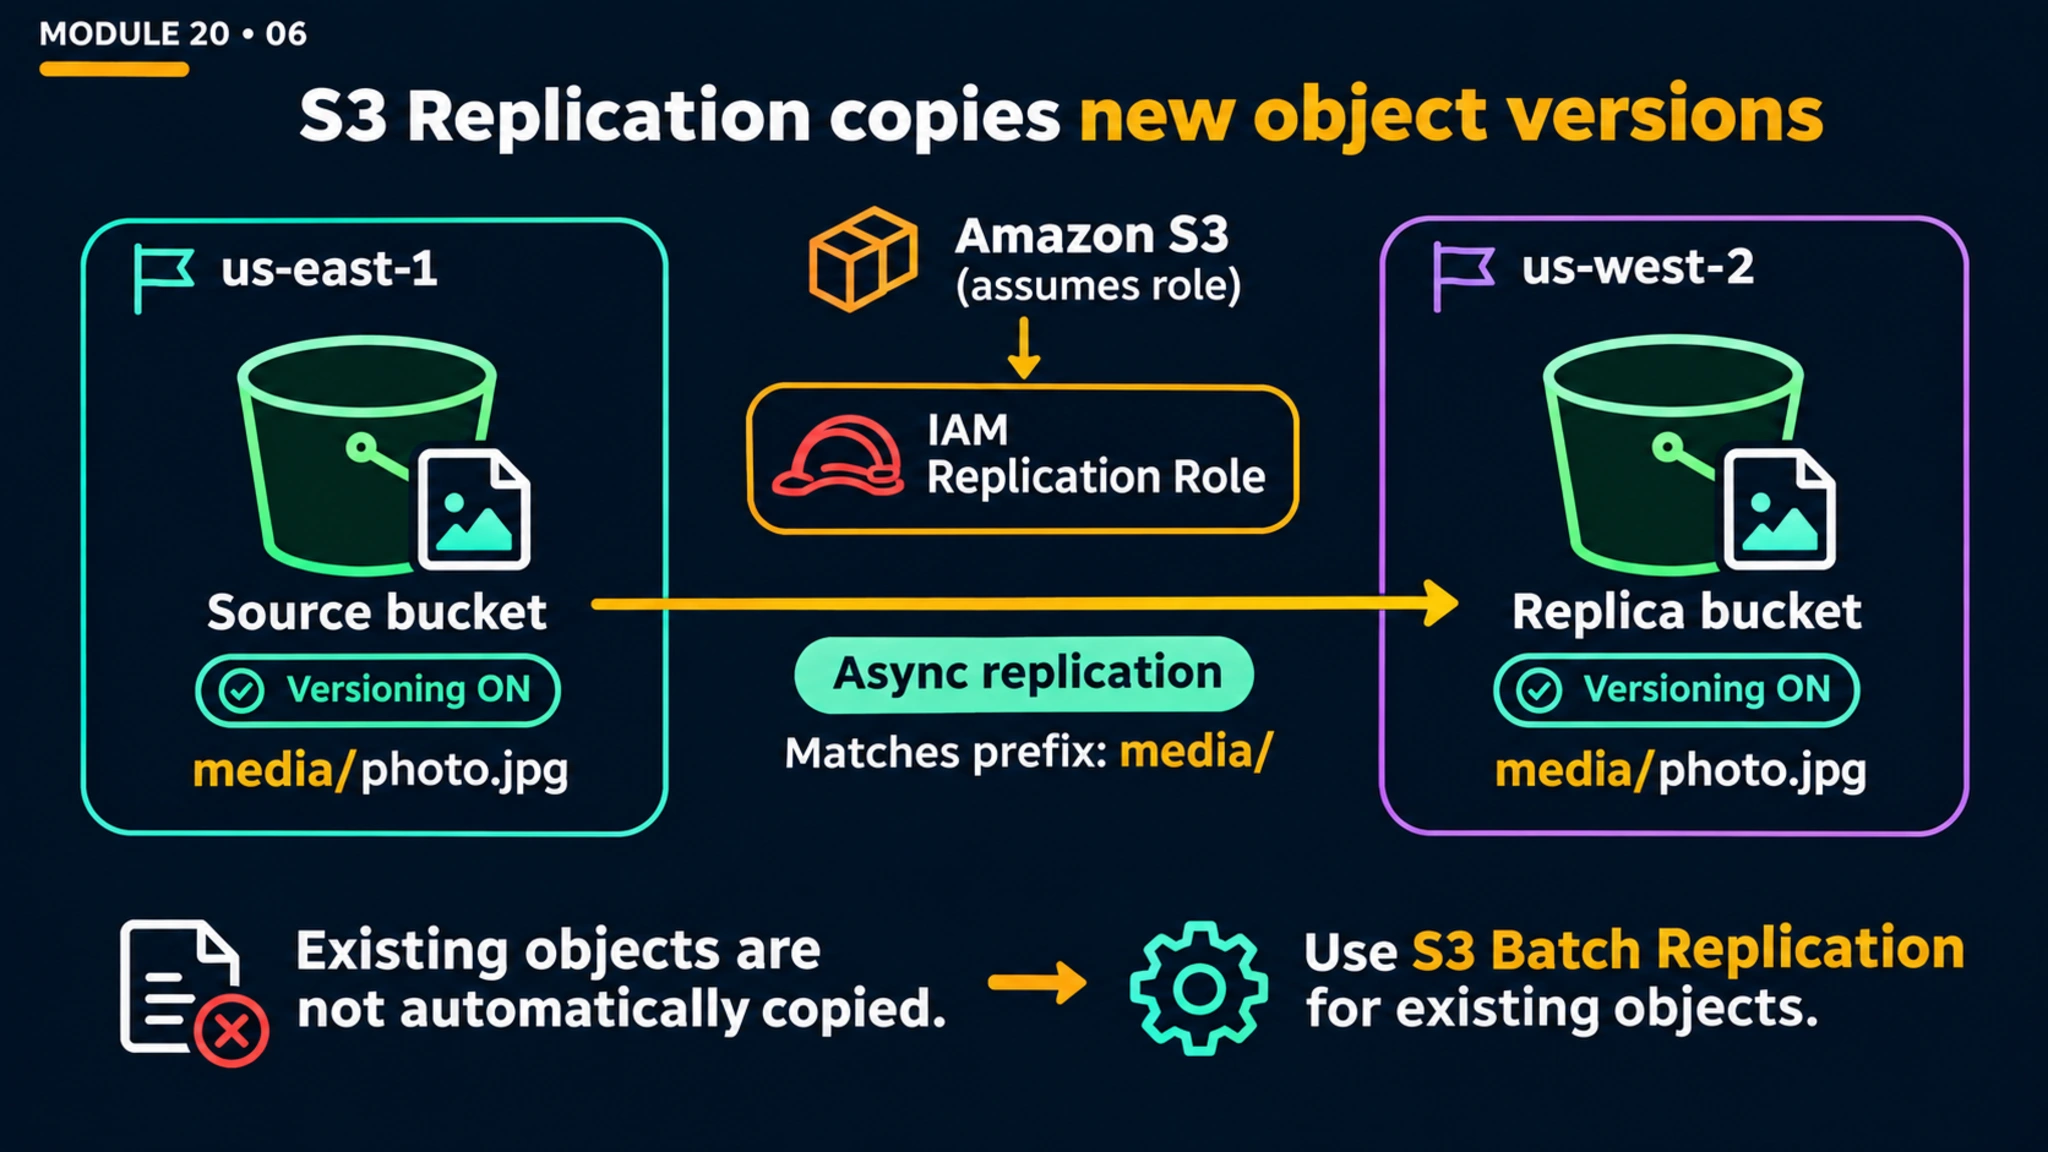 MODULE 20 • 06
S3 Replication copies new object versions
us-east-1
Source bucket
Versioning ON
media/photo.jpg
Amazon S3
(assumes role)
IAM
Replication Role
Async replication
Matches prefix: media/
us-west-2
Replica bucket
Versioning ON
media/photo.jpg
Existing objects are
not automatically copied.
Use S3 Batch Replication
for existing objects.